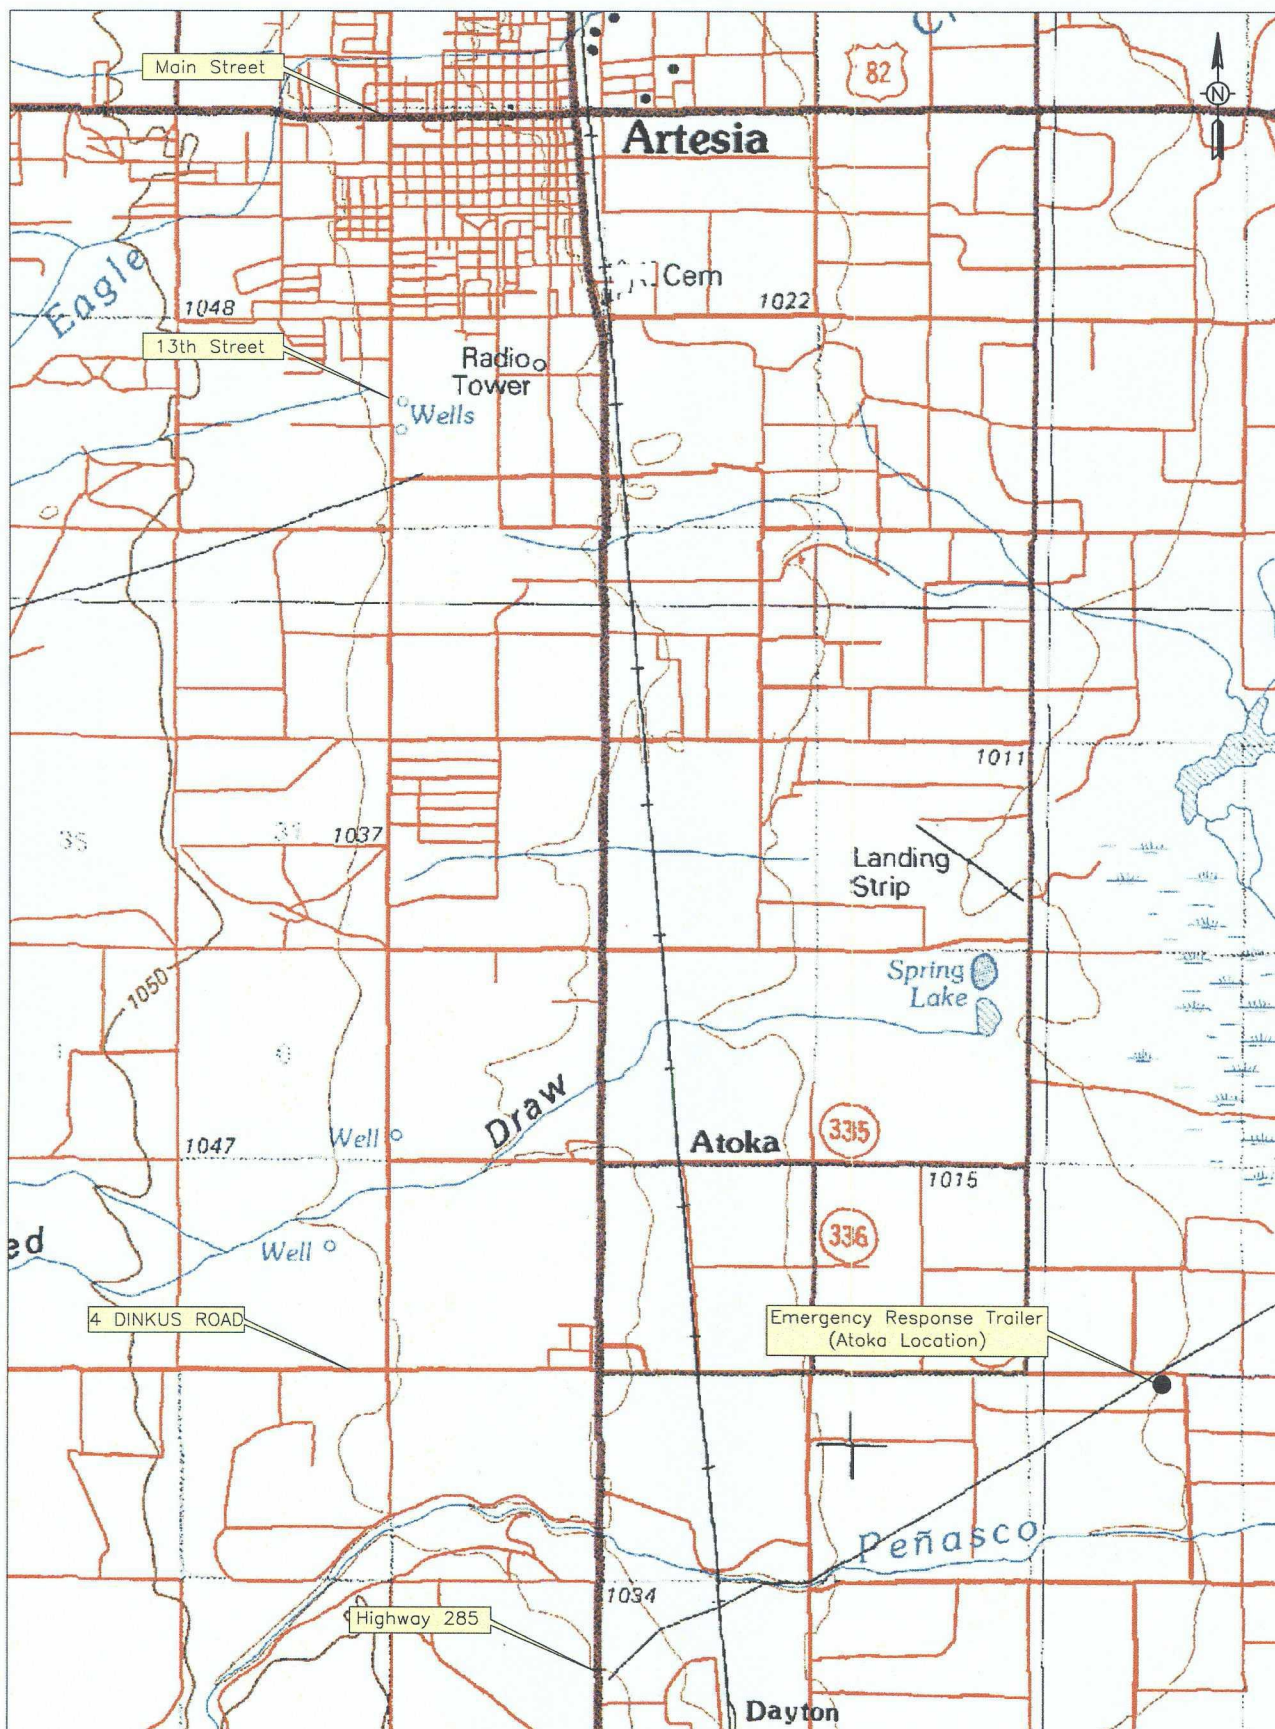 Main Street
82
N
Artesia
Eagle
Cem
1048
1022
13th Street
Radio
Tower
Wells
1011
35
31
1037
Landing
Strip
1050
Spring
Lake
Draw
Well
1047
Atoka
335
1015
336
ed
Well
4 DINKUS ROAD
Emergency Response Trailer
(Atoka Location)
Peñasco
1034
Highway 285
Dayton